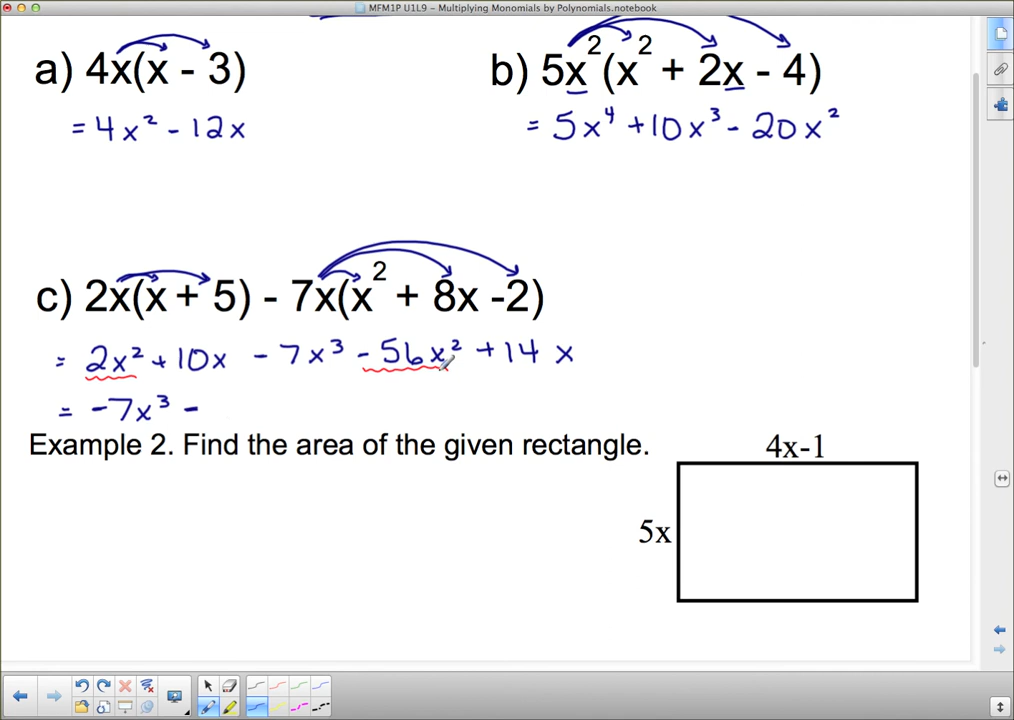 MFM1P U1L9 – Multiplying Monomials by Polynomials.notebook
a) 4x(x - 3)
= 4x² - 12x
b) 5x²(x² + 2x - 4)
= 5x⁴ + 10x³ - 20x²
c) 2x(x + 5) - 7x(x² + 8x -2)
= 2x² + 10x - 7x³ - 56x² + 14 x
= -7x³ -
Example 2. Find the area of the given rectangle.
4x-1
5x